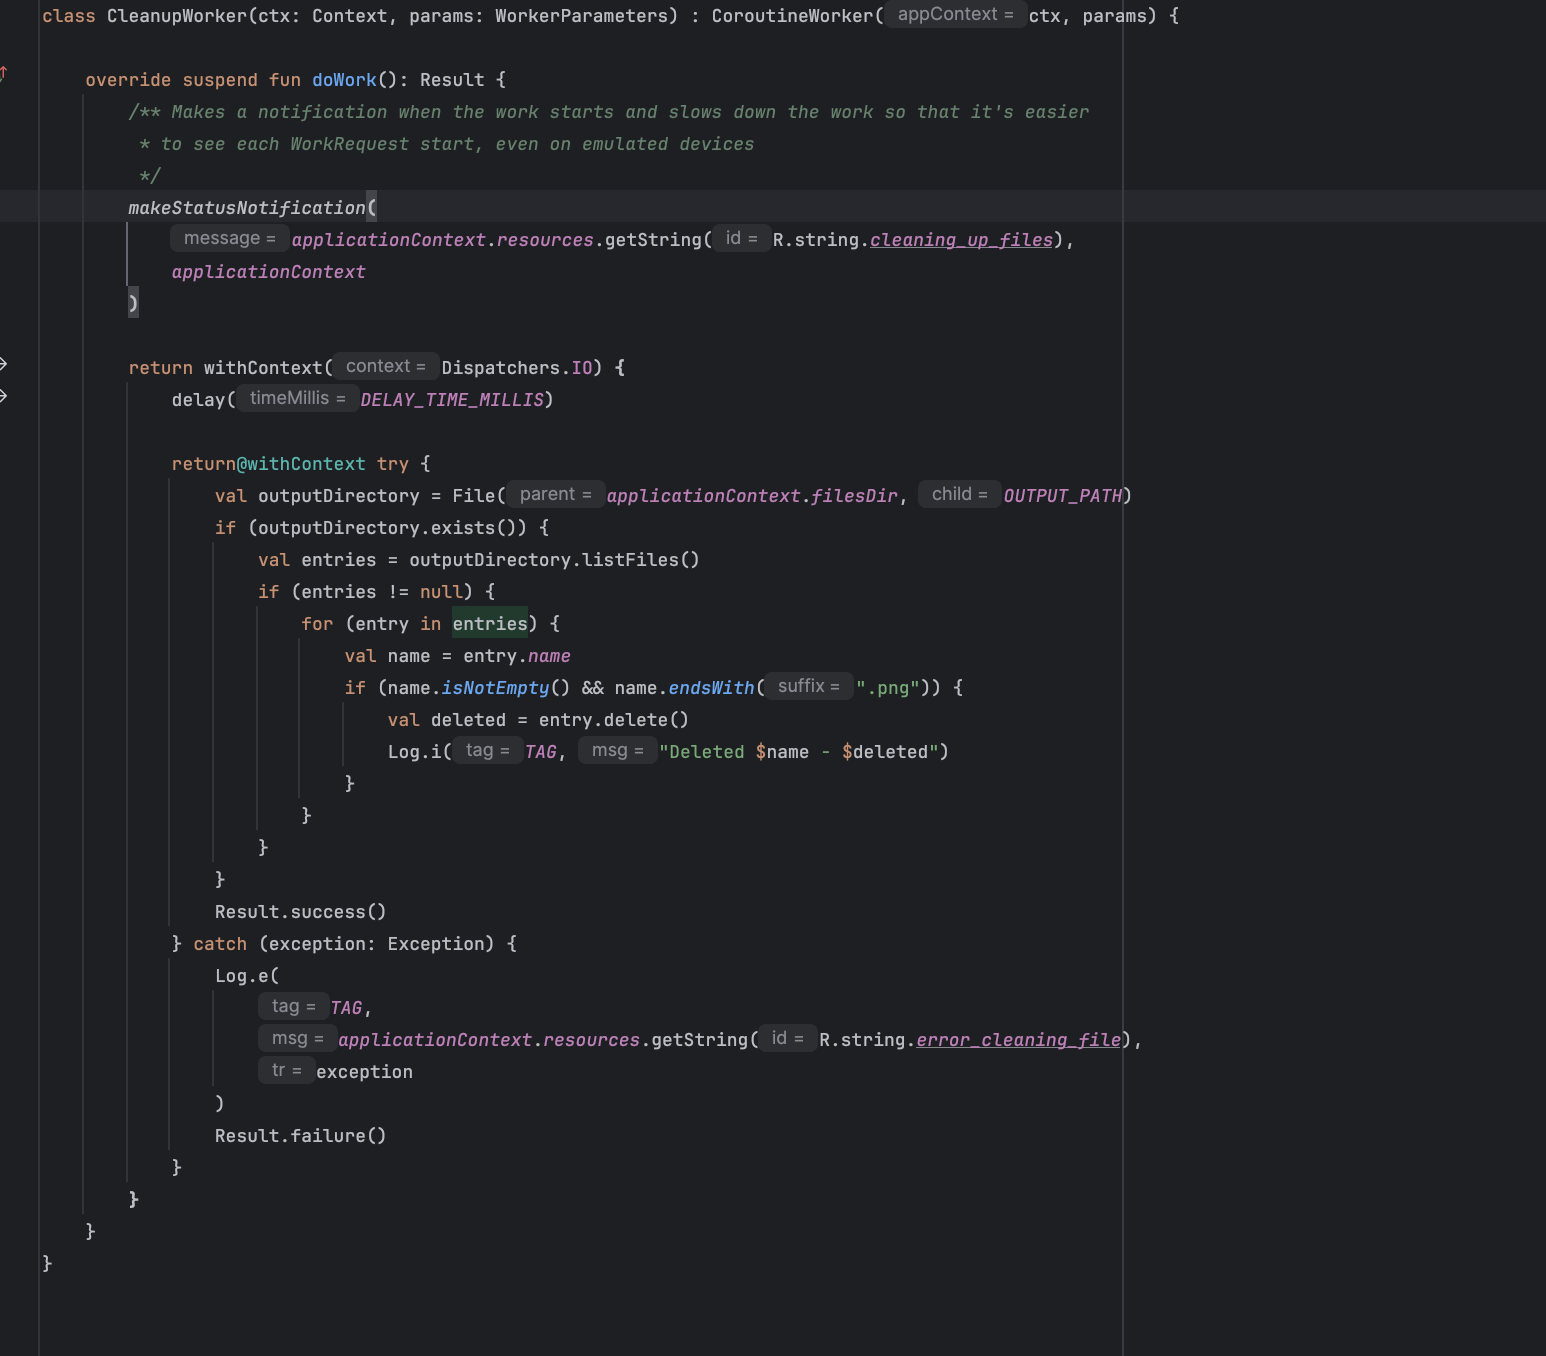 class CleanupWorker(ctx: Context, params: WorkerParameters) : CoroutineWorker( appContext = ctx, params) {
override suspend fun doWork(): Result {
/** Makes a notification when the work starts and slows down the work so that it's easier
* to see each WorkRequest start, even on emulated devices
*/
makeStatusNotification(
message = applicationContext.resources.getString( id = R.string.cleaning_up_files),
applicationContext
)
return withContext( context = Dispatchers.IO) {
delay( timeMillis = DELAY_TIME_MILLIS)
return@withContext try {
val outputDirectory = File( parent = applicationContext.filesDir, child = OUTPUT_PATH)
if (outputDirectory.exists()) {
val entries = outputDirectory.listFiles()
if (entries != null) {
for (entry in entries) {
val name = entry.name
if (name.isNotEmpty() && name.endsWith( suffix = ".png")) {
val deleted = entry.delete()
Log.i( tag = TAG, msg = "Deleted $name - $deleted")
}
}
}
}
Result.success()
} catch (exception: Exception) {
Log.e(
tag = TAG,
msg = applicationContext.resources.getString( id = R.string.error_cleaning_file),
tr = exception
)
Result.failure()
}
}
}
}